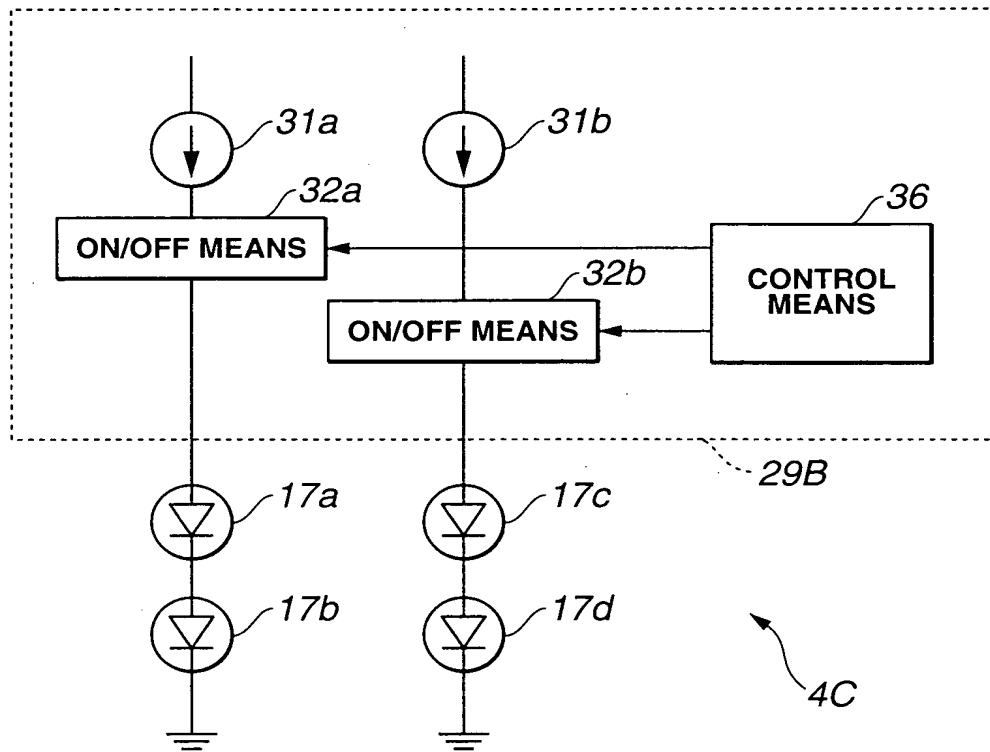 31a
31b
32a
36
ON/OFF MEANS
CONTROL
MEANS
32b
ON/OFF MEANS
29B
17a
17c
17b
17d
4C